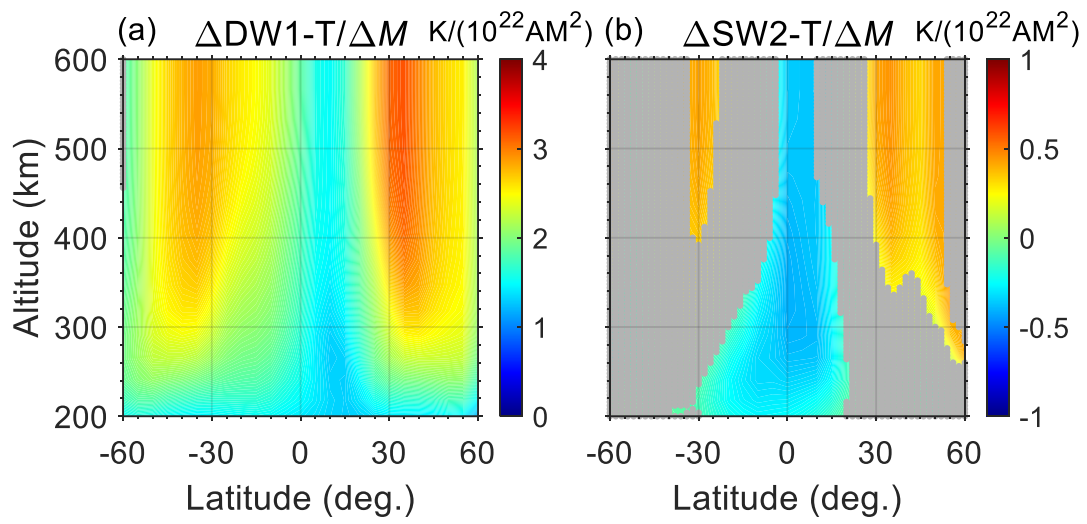 (a) ΔDW1-T/ΔM K/(10²²AM²)
600
500
400
300
200
Altitude (km)
-60 -30 0 30 60
Latitude (deg.)
4
3
2
1
0
(b) ΔSW2-T/ΔM K/(10²²AM²)
-60 -30 0 30 60
Latitude (deg.)
1
0.5
0
-0.5
-1